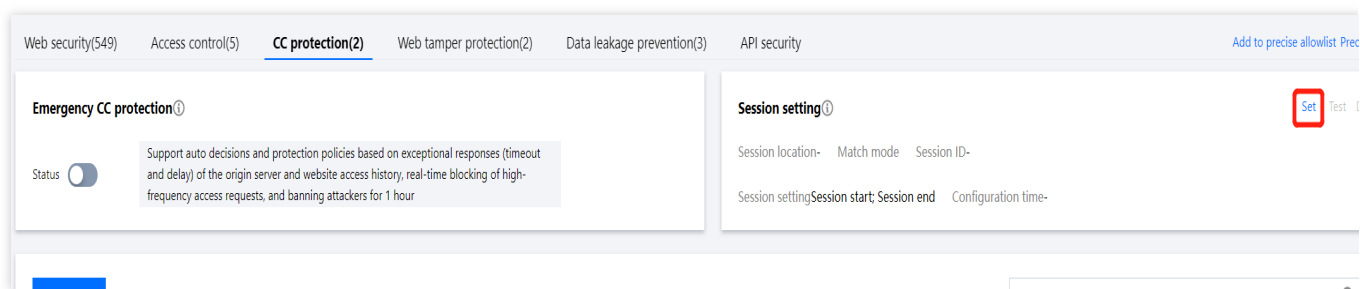 Web security(549) Access control(5) CC protection(2) Web tamper protection(2) Data leakage prevention(3) API security Add to precise allowlist
Emergency CC protection
Status
Support auto decisions and protection policies based on exceptional responses (timeout
and delay) of the origin server and website access history, real-time blocking of high-
frequency access requests, and banning attackers for 1 hour
Session setting Set Test
Session location- Match mode Session ID-
Session settingSession start; Session end Configuration time-